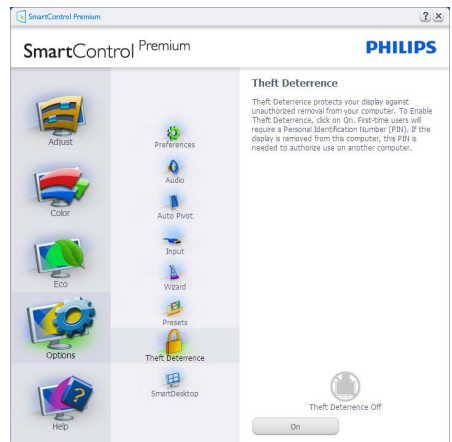 SmartControl Premium
SmartControl Premium
PHILIPS
Adjust
Color
Eco
Options
Help
Preferences
Audio
Auto Pivot
Input
Wizard
Presets
Theft Deterrence
SmartDesktop
Theft Deterrence
Theft Deterrence protects your display against
unauthorized removal from your computer. To Enable
Theft Deterrence, click on On. First-time users will
require a Personal Identification Number (PIN). If the
display is removed from this computer, this PIN is
needed to authorize use on another computer.
Theft Deterrence Off
On